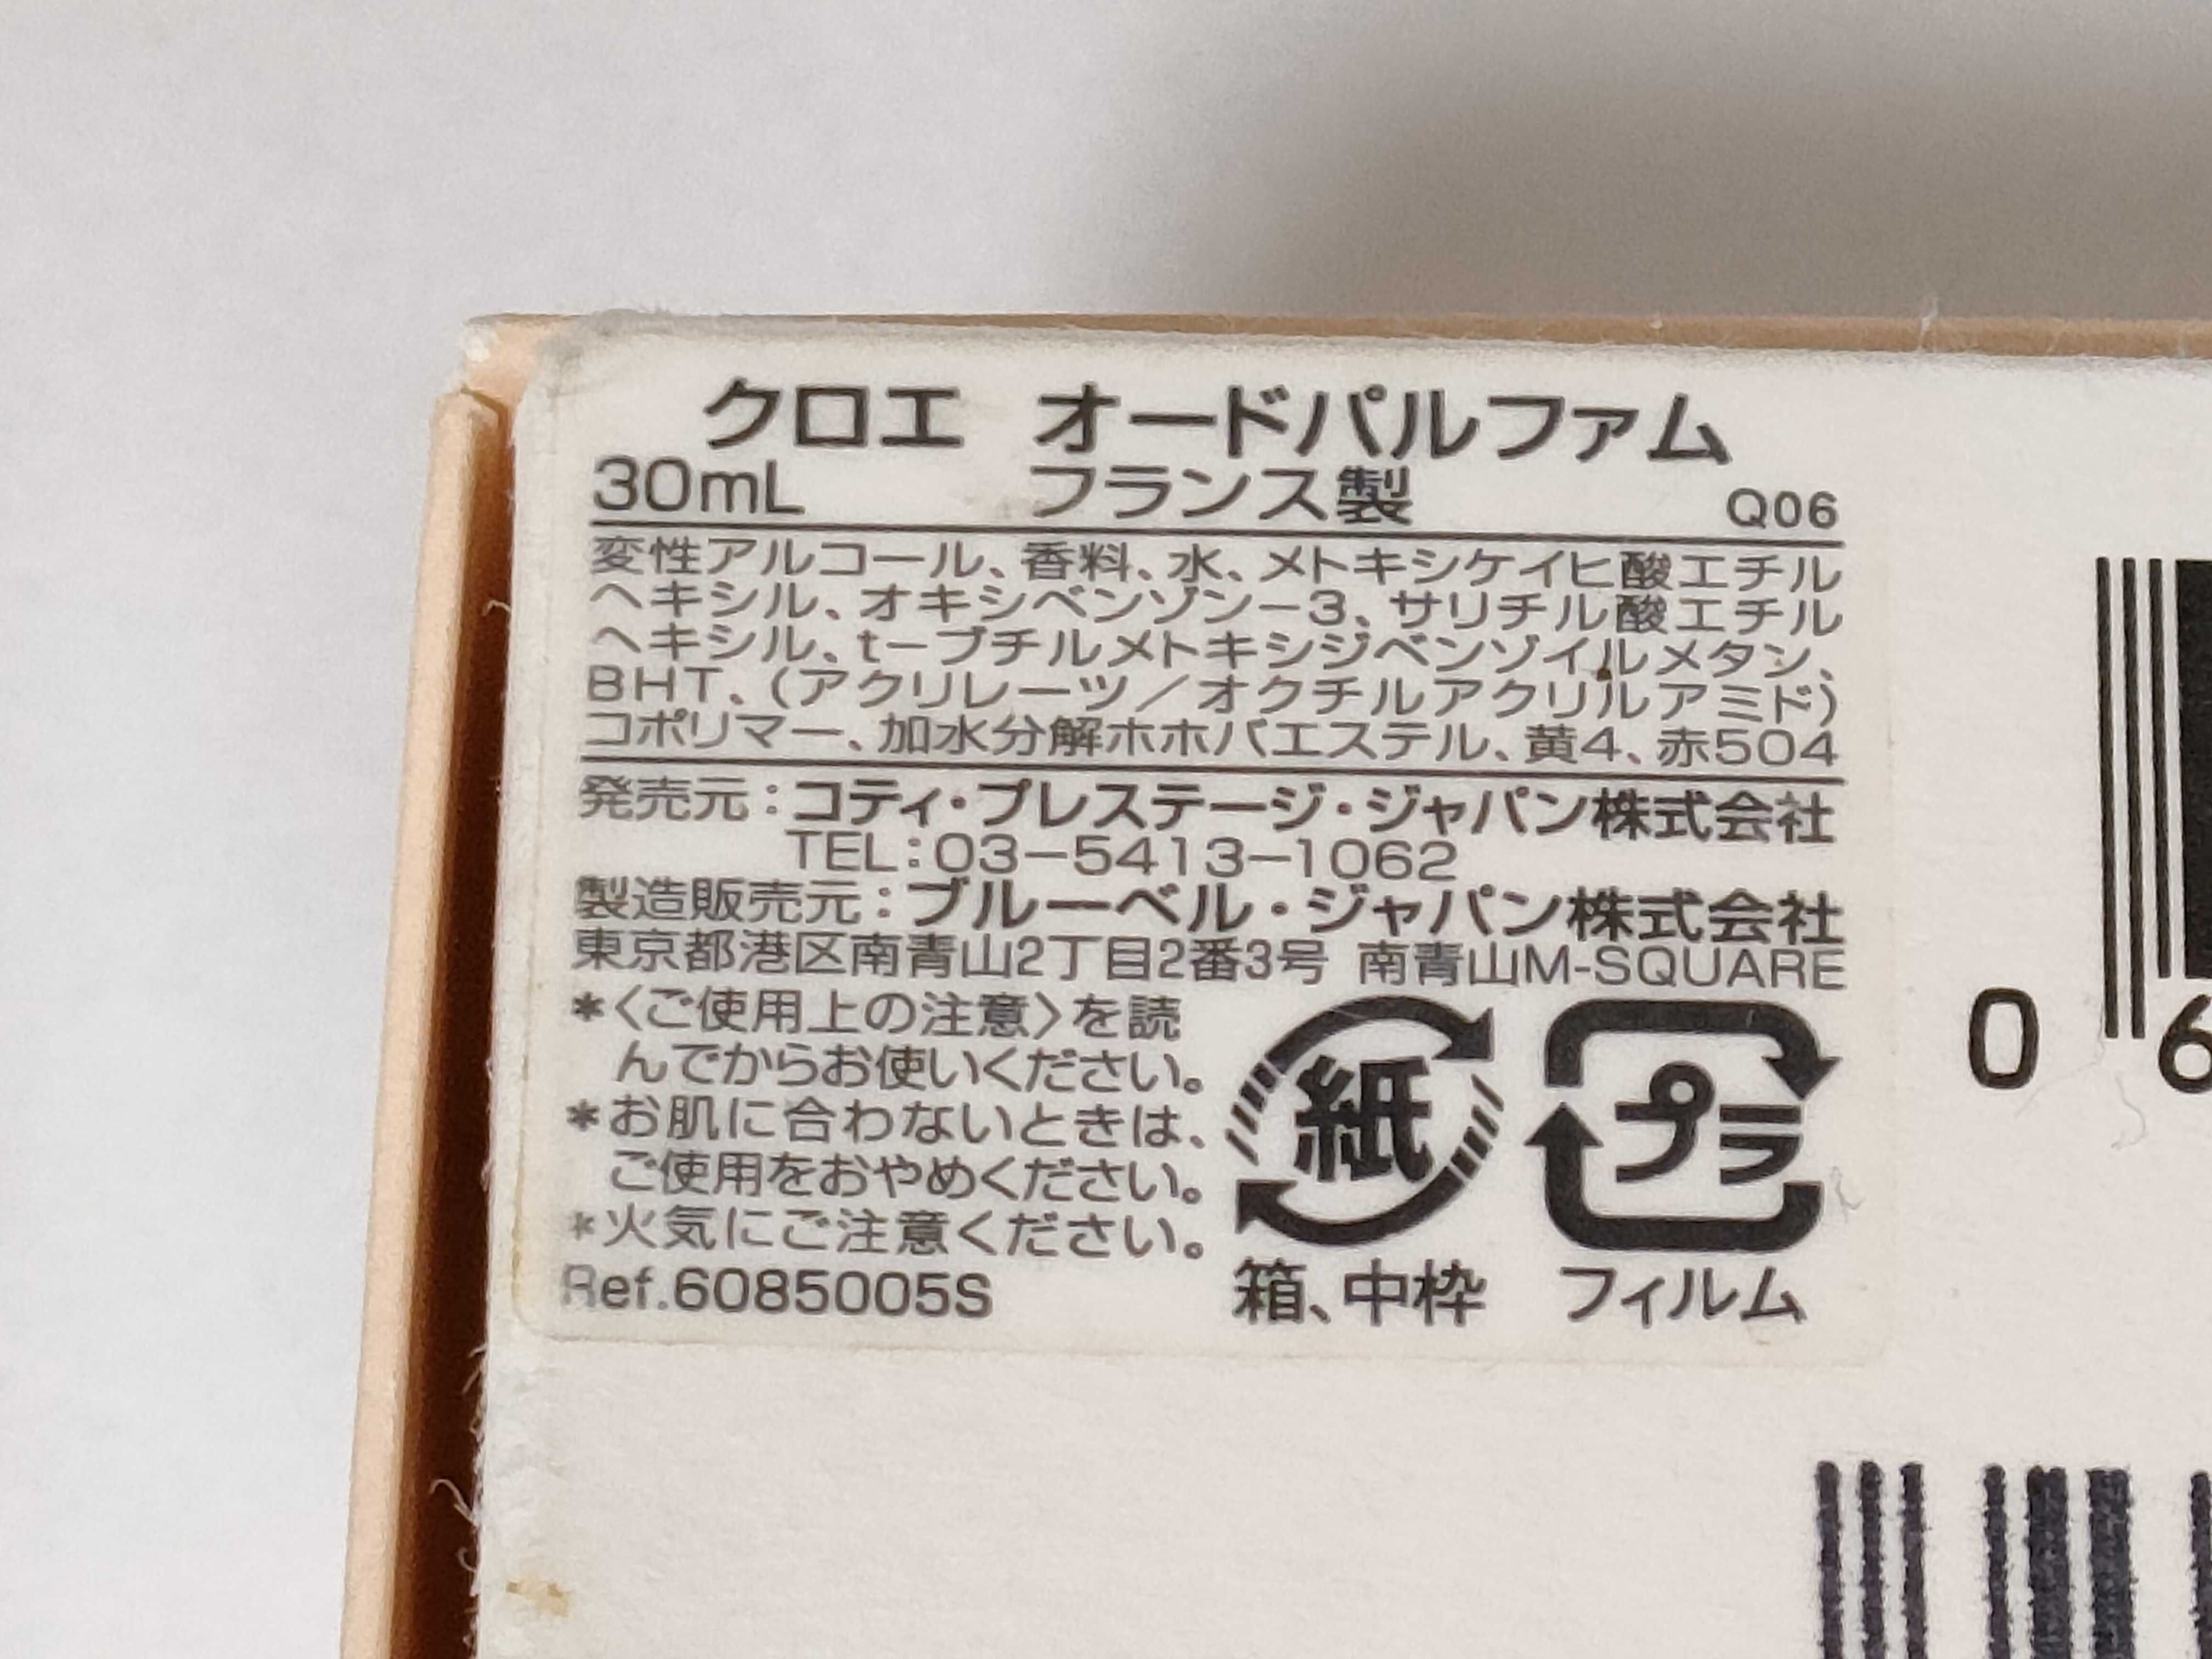 クロエ オードパルファム
30mL フランス製 Q06
変性アルコール、香料、水、メトキシケイヒ酸エチル
ヘキシル、オキシベンゾン−3、サリチル酸エチル
ヘキシル、t−ブチルメトキシジベンゾイルメタン、
BHT、(アクリレーツ／オクチルアクリルアミド)
コポリマー、加水分解ホホバエステル、黄4、赤504
発売元：コティ・プレステージ・ジャパン株式会社
TEL：03−5413−1062
製造販売元：ブルーベル・ジャパン株式会社
東京都港区南青山2丁目2番3号 南青山M-SQUARE
*〈ご使用上の注意〉を読
んでからお使いください。
*お肌に合わないときは、
ご使用をおやめください。
*火気にご注意ください。
Ref.6085005S
紙
箱、中枠
プラ
フィルム
0 6